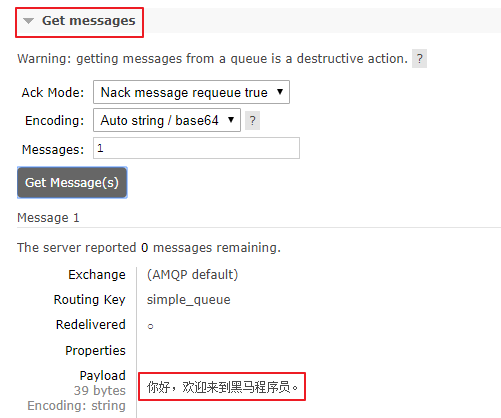 Get messages
Warning: getting messages from a queue is a destructive action. ?
Ack Mode: Nack message requeue true
Encoding: Auto string / base64 ?
Messages: 1
Get Message(s)
Message 1
The server reported 0 messages remaining.
Exchange (AMQP default)
Routing Key simple_queue
Redelivered ○
Properties
Payload
39 bytes
Encoding: string
你好，欢迎来到黑马程序员。